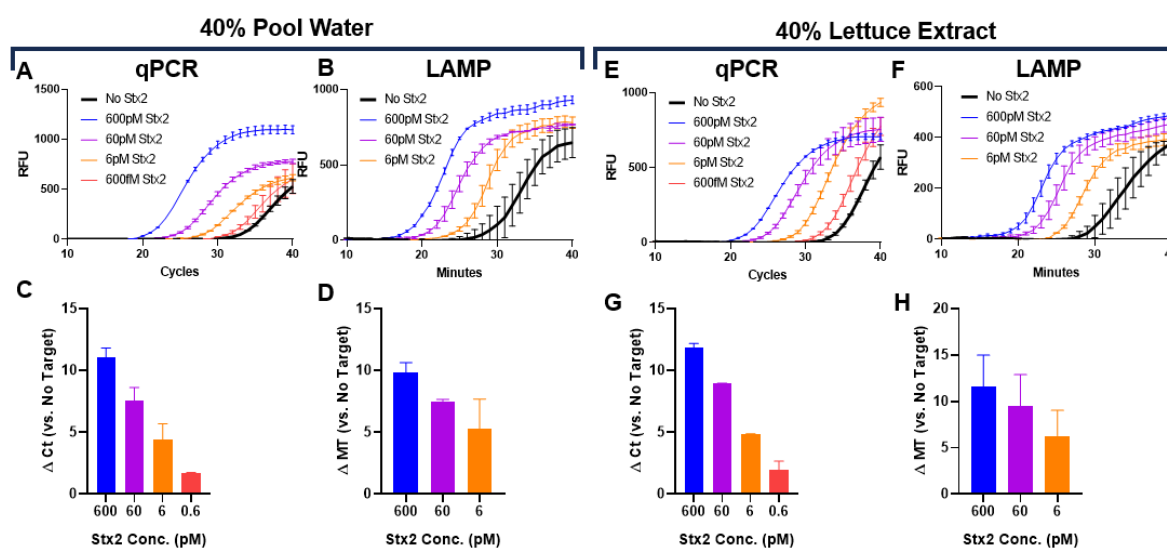 40% Pool Water
40% Lettuce Extract
A
qPCR
1500
1000
500
0
RFU
No Stx2
600pM Stx2
60pM Stx2
6pM Stx2
600fM Stx2
10
20
30
40
Cycles
B
LAMP
1000
500
0
RFU
No Stx2
600pM Stx2
60pM Stx2
6pM Stx2
10
20
30
40
Minutes
E
qPCR
1000
500
0
RFU
No Stx2
600pM Stx2
60pM Stx2
6pM Stx2
600fM Stx2
10
20
30
40
Cycles
F
LAMP
600
400
200
0
RFU
No Stx2
600pM Stx2
60pM Stx2
6pM Stx2
10
20
30
Minutes
C
15
10
5
0
Δ Ct (vs. No Target)
600
60
6
0.6
Stx2 Conc. (pM)
D
15
10
5
0
Δ MT (vs. No Target)
600
60
6
Stx2 Conc. (pM)
G
15
10
5
0
Δ Ct (vs. No Target)
600
60
6
0.6
Stx2 Conc. (pM)
H
20
15
10
5
0
Δ MT (vs. No Target)
600
60
6
Stx2 Conc. (pM)